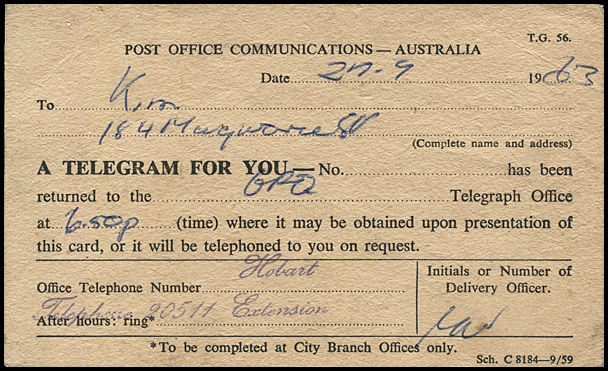 T.G. 56.
POST OFFICE COMMUNICATIONS — AUSTRALIA
Date 27-9 1963
To Kim
184 Macquarie St
(Complete name and address)
A TELEGRAM FOR YOU — No. has been
returned to the GPO Telegraph Office
at 6.50p (time) where it may be obtained upon presentation of
this card, or it will be telephoned to you on request.
Hobart
Office Telephone Number
Telephone 20511 Extension
After hours: ring*
Initials or Number of
Delivery Officer.
*To be completed at City Branch Offices only.
Sch. C 8184—9/59